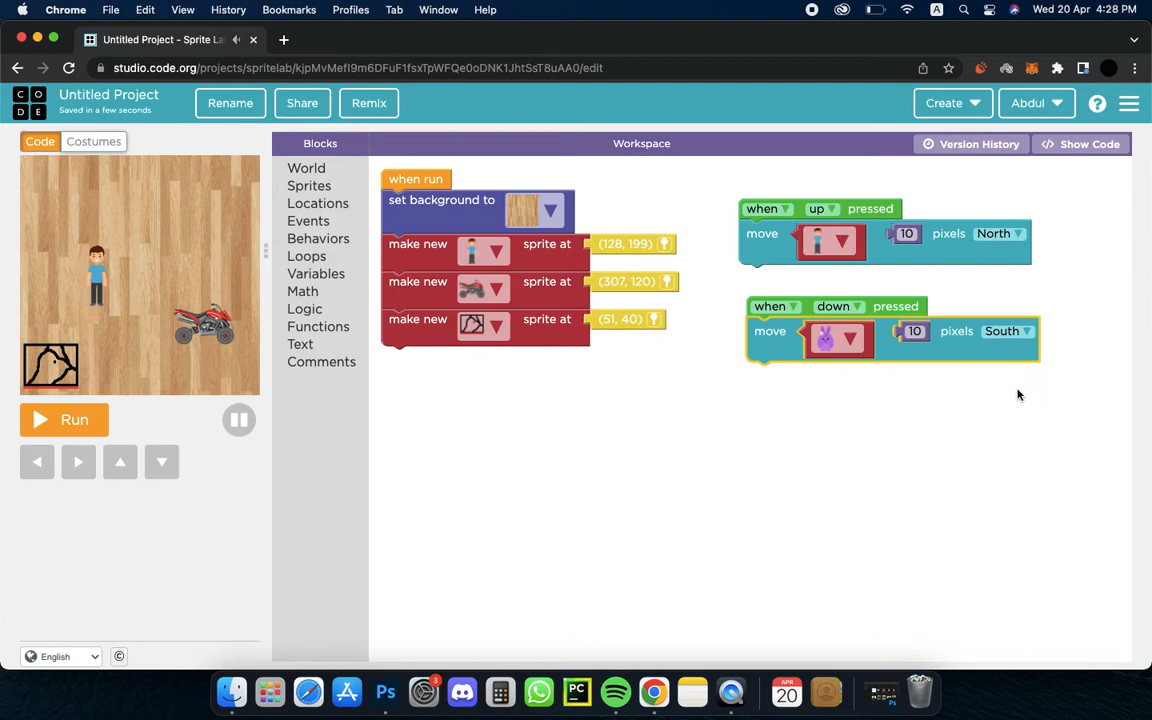 Chrome File Edit View History Bookmarks Profiles Tab Window Help A Wed 20 Apr 4:28 PM
Untitled Project - Sprite La
studio.code.org/projects/spritelab/kjpMvMefI9m6DFuF1fsxTpWFQe0oDNK1JhtSsT8uAA0/edit
C O D E Untitled Project Rename Share Remix Create Abdul ?
Saved in a few seconds
Code Costumes Blocks Workspace Version History </> Show Code
World
Sprites
Locations
Events
Behaviors
Loops
Variables
Math
Logic
Functions
Text
Comments
when run
set background to
make new sprite at (128, 199)
make new sprite at (307, 120)
make new sprite at (51, 40)
when up pressed
move 10 pixels North
when down pressed
move 10 pixels South
Run
English ©
Ps 3 PC APR 20